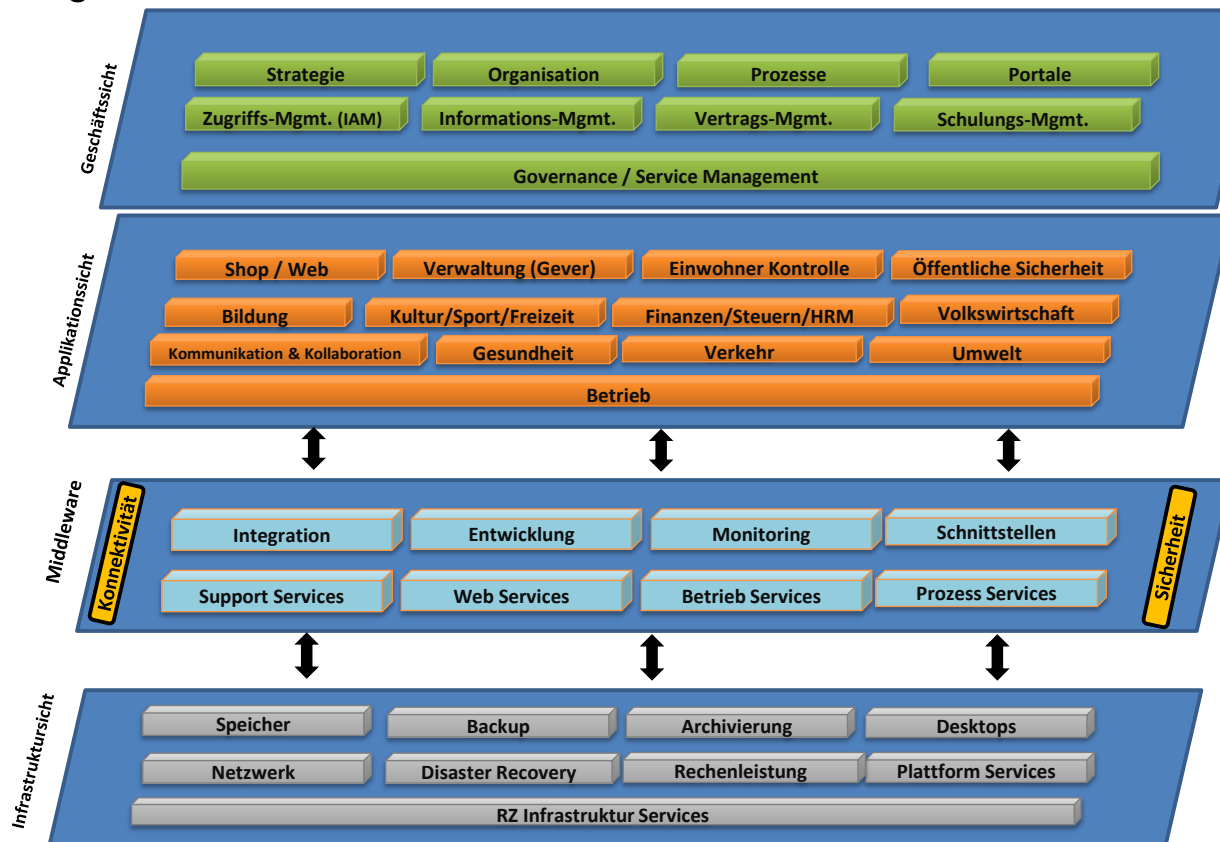 Geschäftssicht
Strategie
Organisation
Prozesse
Portale
Zugriffs-Mgmt. (IAM)
Informations-Mgmt.
Vertrags-Mgmt.
Schulungs-Mgmt.
Governance / Service Management
Applikationssicht
Shop / Web
Verwaltung (Gever)
Einwohner Kontrolle
Öffentliche Sicherheit
Bildung
Kultur/Sport/Freizeit
Finanzen/Steuern/HRM
Volkswirtschaft
Kommunikation & Kollaboration
Gesundheit
Verkehr
Umwelt
Betrieb
Middleware
Konnektivität
Integration
Entwicklung
Monitoring
Schnittstellen
Support Services
Web Services
Betrieb Services
Prozess Services
Sicherheit
Infrastruktursicht
Speicher
Backup
Archivierung
Desktops
Netzwerk
Disaster Recovery
Rechenleistung
Plattform Services
RZ Infrastruktur Services